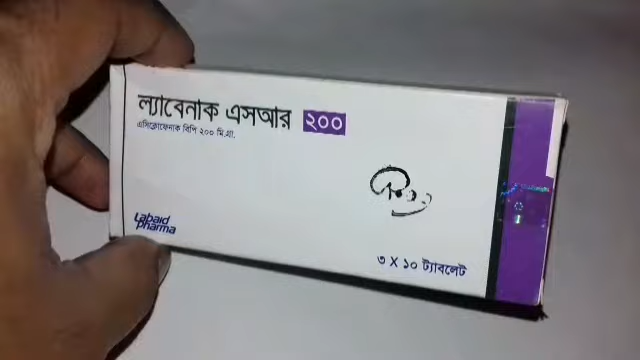 ল্যাবেনাক এসআর ২০০
এসিক্লোফেনাক বিপি ২০০ মি.গ্রা.
Labaid
pharma
৩ X ১০ ট্যাবলেট